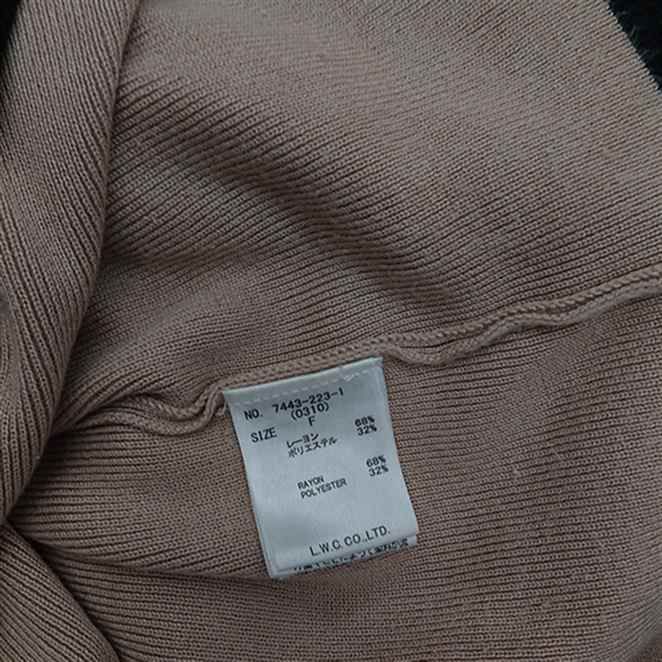 NO. 7443-223-1
(0310)
SIZE F
レーヨン 68%
ポリエステル 32%
RAYON 68%
POLYESTER 32%
L.W.C. CO.,LTD.